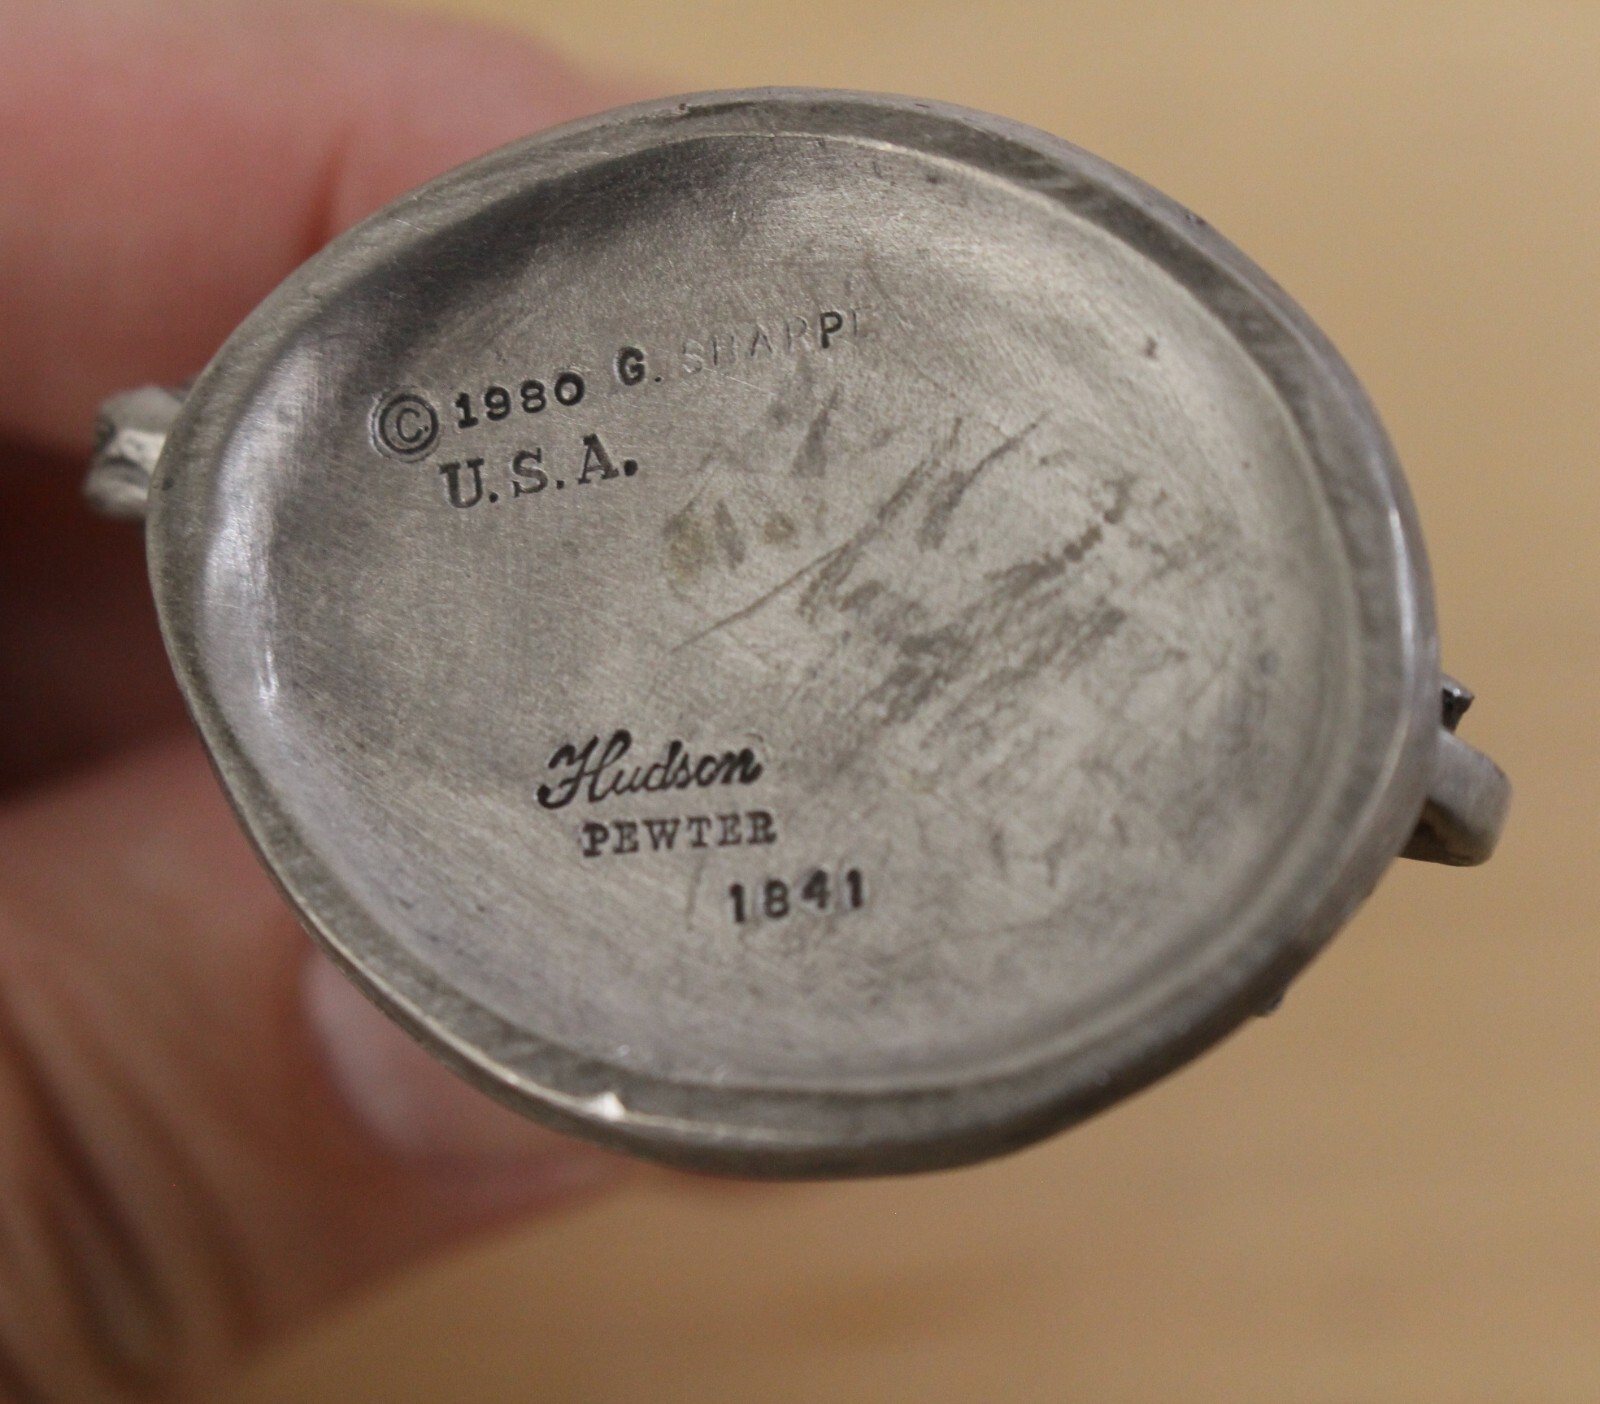 © 1980 G. SHARPE
U.S.A.
Hudson
PEWTER
1841